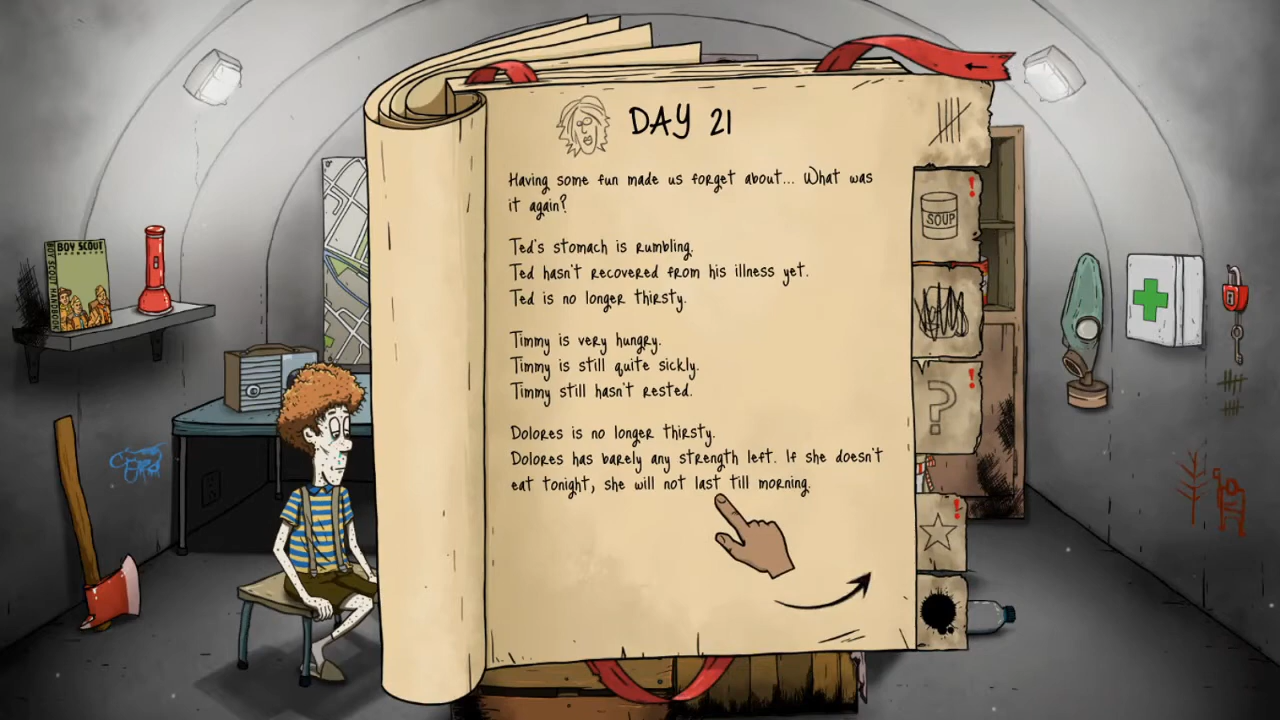 DAY 21
Having some fun made us forget about... What was
it again?
Ted's stomach is rumbling.
Ted hasn't recovered from his illness yet.
Ted is no longer thirsty.
Timmy is very hungry.
Timmy is still quite sickly.
Timmy still hasn't rested.
Dolores is no longer thirsty.
Dolores has barely any strength left. If she doesn't
eat tonight, she will not last till morning.
!
SOUP
!
?
!
BOY SCOUT
HANDBOOK
BOY SCOUT HANDBOOK